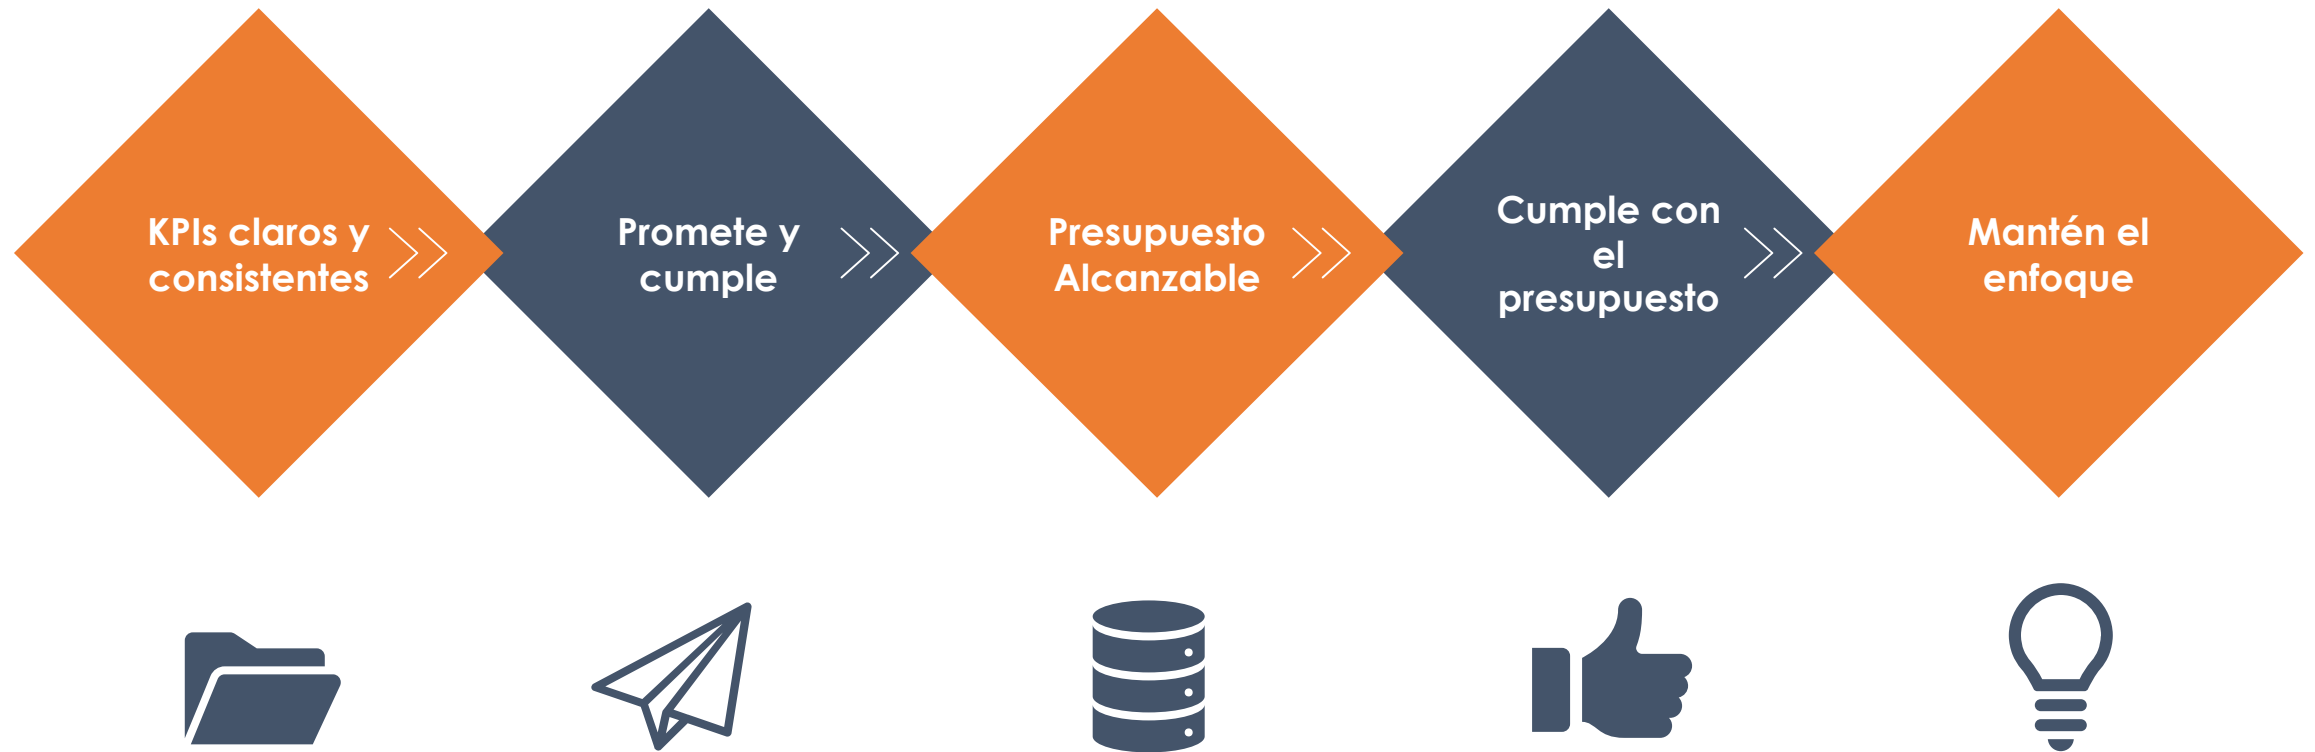 KPIs claros y
consistentes
Promete y
cumple
Presupuesto
Alcanzable
Cumple con
el
presupuesto
Mantén el
enfoque